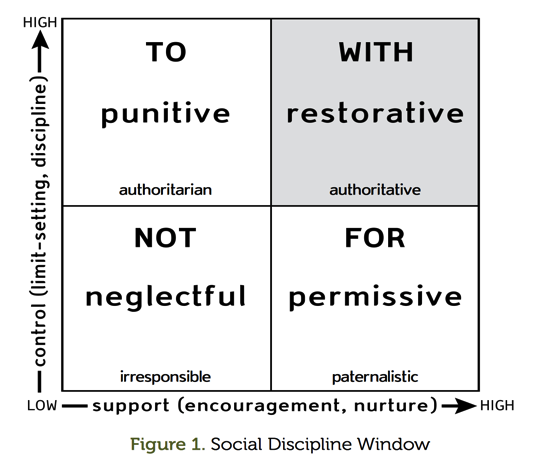 HIGH
control (limit-setting, discipline)
TO
punitive
authoritarian
WITH
restorative
authoritative
NOT
neglectful
irresponsible
FOR
permissive
paternalistic
LOW support (encouragement, nurture) HIGH
Figure 1. Social Discipline Window